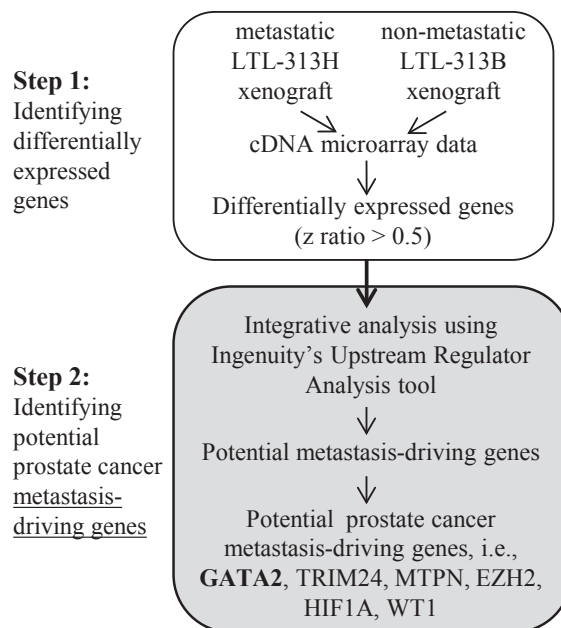 metastatic non-metastatic
LTL-313H LTL-313B
xenograft xenograft
Step 1:
Identifying
differentially
expressed
genes
cDNA microarray data
Differentially expressed genes
(z ratio > 0.5)
Step 2:
Identifying
potential
prostate cancer
metastasis-
driving genes
Integrative analysis using
Ingenuity's Upstream Regulator
Analysis tool
Potential metastasis-driving genes
Potential prostate cancer
metastasis-driving genes, i.e.,
GATA2, TRIM24, MTPN, EZH2,
HIF1A, WT1